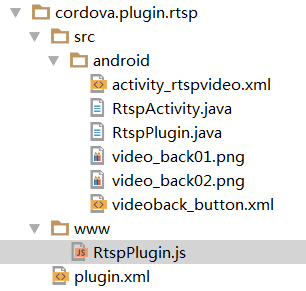 cordova.plugin.rtsp
src
android
activity_rtspvideo.xml
RtspActivity.java
RtspPlugin.java
video_back01.png
video_back02.png
videoback_button.xml
www
RtspPlugin.js
plugin.xml